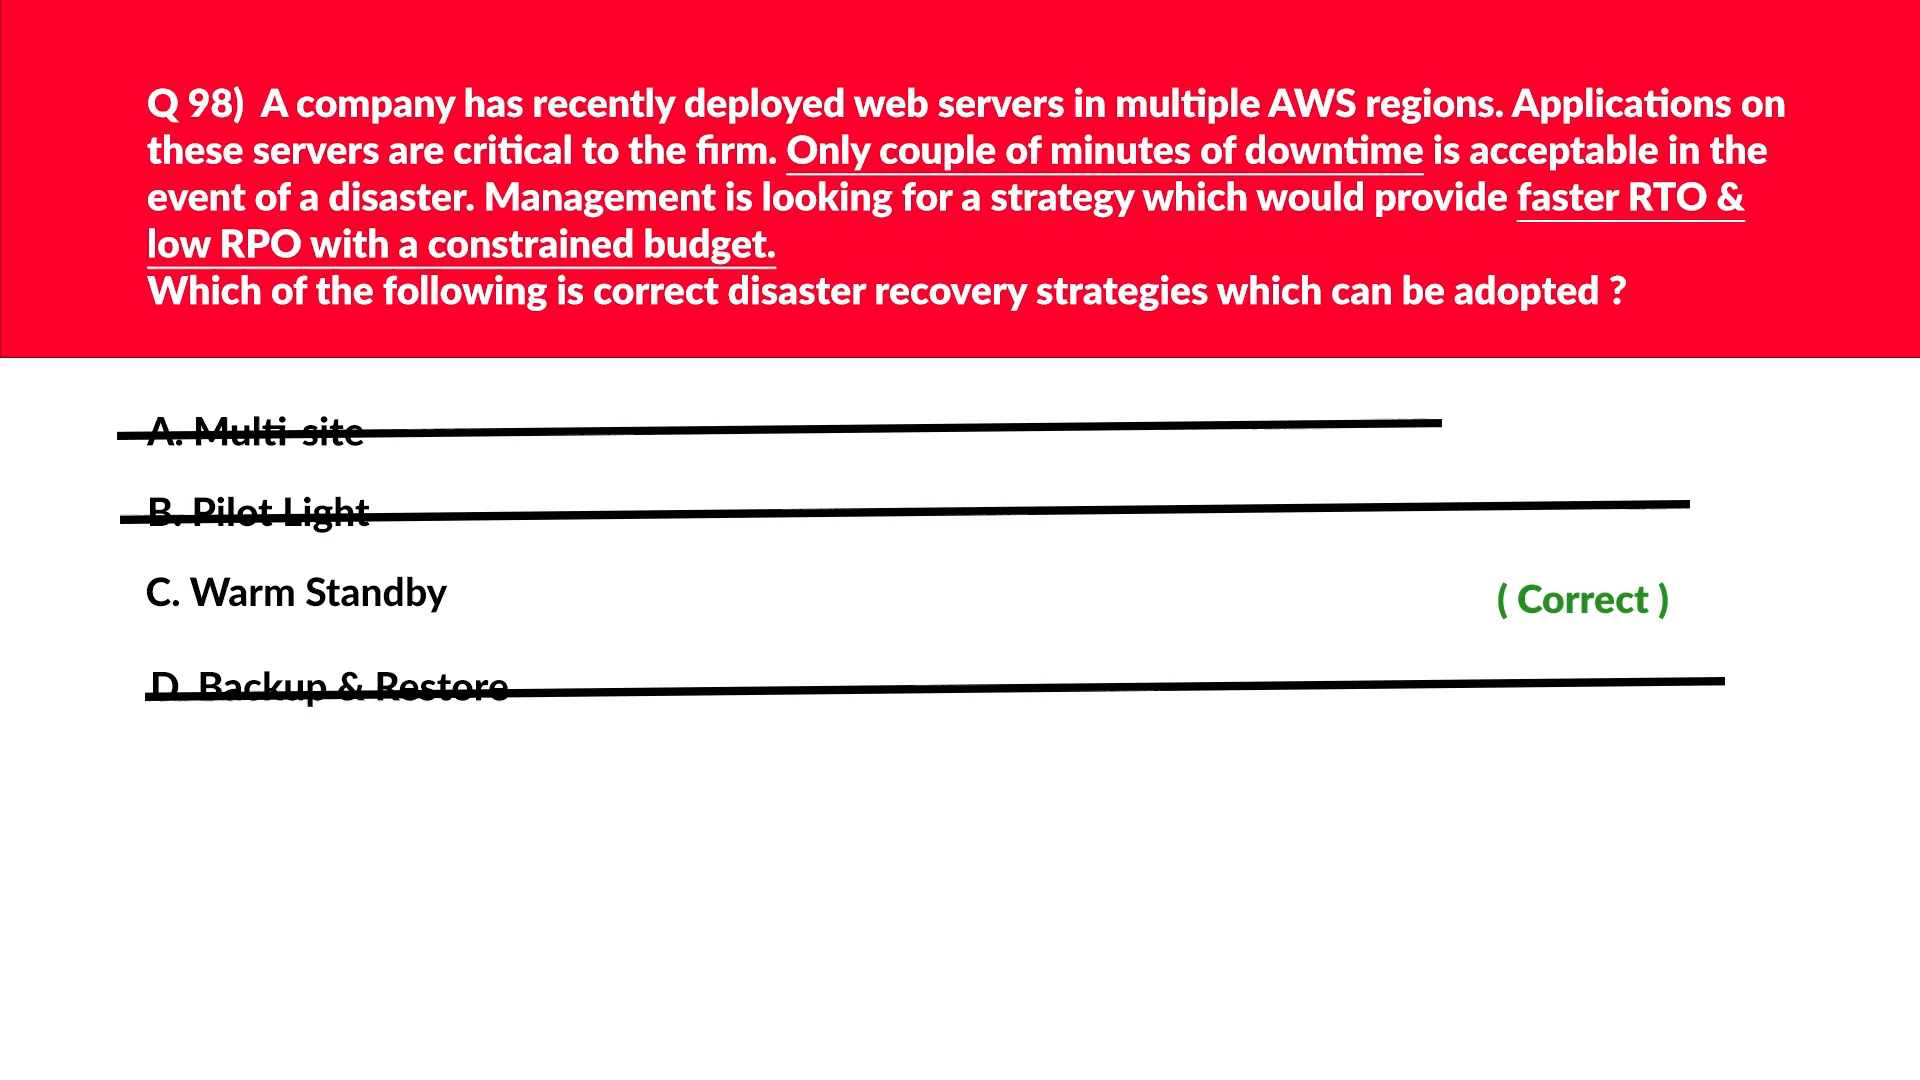 Q 98)  A company has recently deployed web servers in multiple AWS regions. Applications on
these servers are critical to the firm. Only couple of minutes of downtime is acceptable in the
event of a disaster. Management is looking for a strategy which would provide faster RTO &
low RPO with a constrained budget.
Which of the following is correct disaster recovery strategies which can be adopted ?
A. Multi-site
B. Pilot Light
C. Warm Standby
( Correct )
D. Backup & Restore